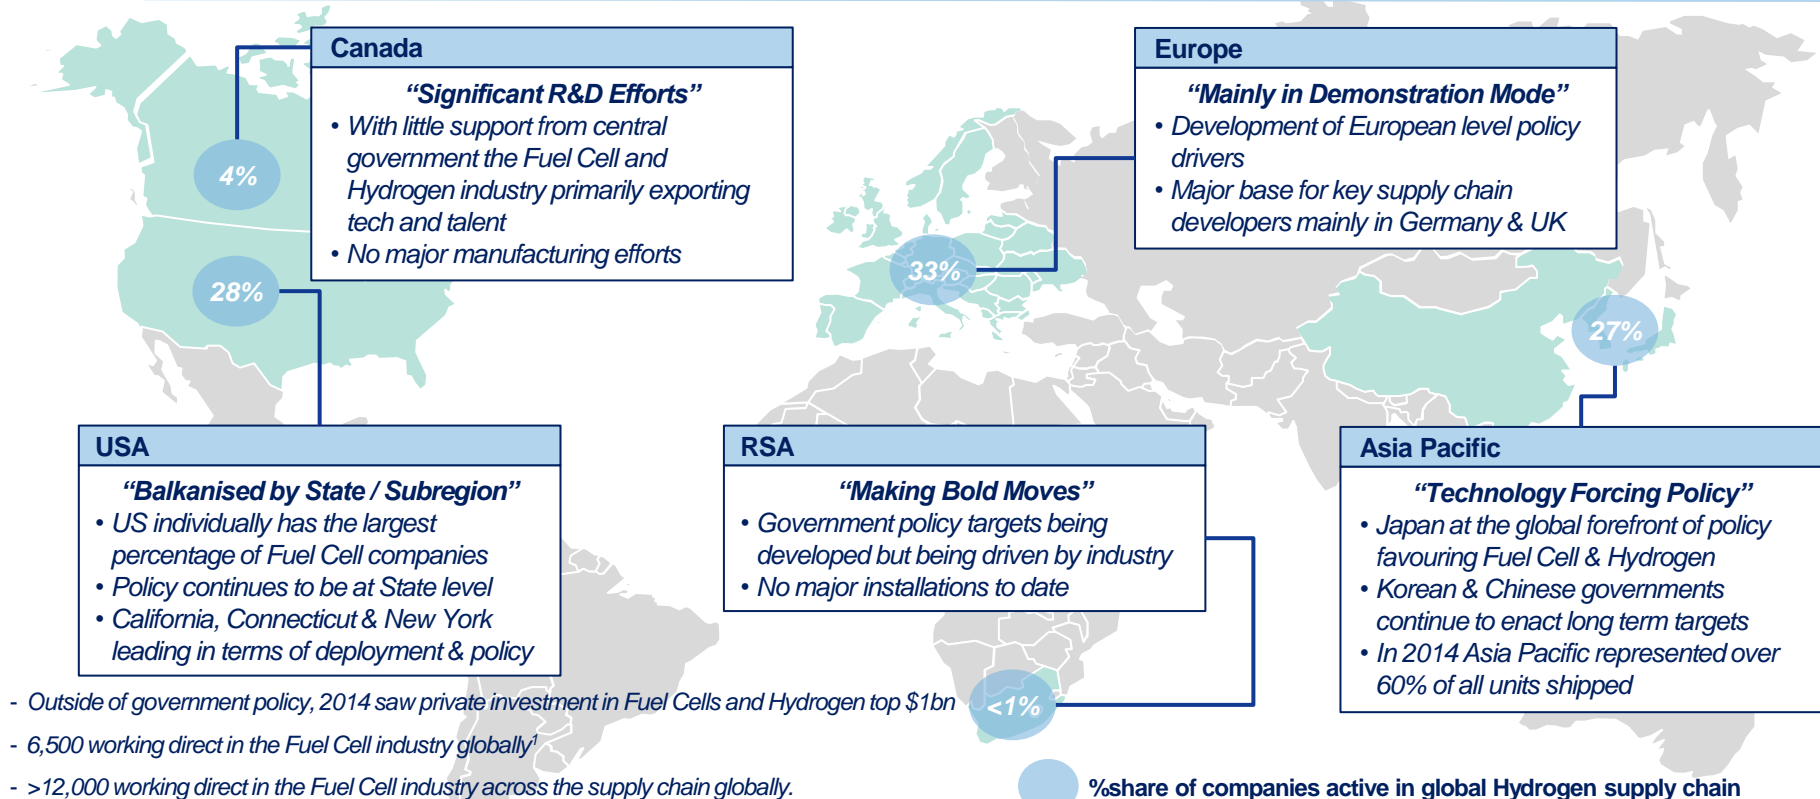 Canada
“Significant R&D Efforts”
• With little support from central
government the Fuel Cell and
Hydrogen industry primarily exporting
tech and talent
• No major manufacturing efforts
4%
Europe
“Mainly in Demonstration Mode”
• Development of European level policy
drivers
• Major base for key supply chain
developers mainly in Germany & UK
33%
28%
27%
USA
“Balkanised by State / Subregion”
• US individually has the largest
percentage of Fuel Cell companies
• Policy continues to be at State level
• California, Connecticut & New York
leading in terms of deployment & policy
RSA
“Making Bold Moves”
• Government policy targets being
developed but being driven by industry
• No major installations to date
<1%
Asia Pacific
“Technology Forcing Policy”
• Japan at the global forefront of policy
favouring Fuel Cell & Hydrogen
• Korean & Chinese governments
continue to enact long term targets
• In 2014 Asia Pacific represented over
60% of all units shipped
- Outside of government policy, 2014 saw private investment in Fuel Cells and Hydrogen top $1bn
- 6,500 working direct in the Fuel Cell industry globally¹
- >12,000 working direct in the Fuel Cell industry across the supply chain globally.
%share of companies active in global Hydrogen supply chain